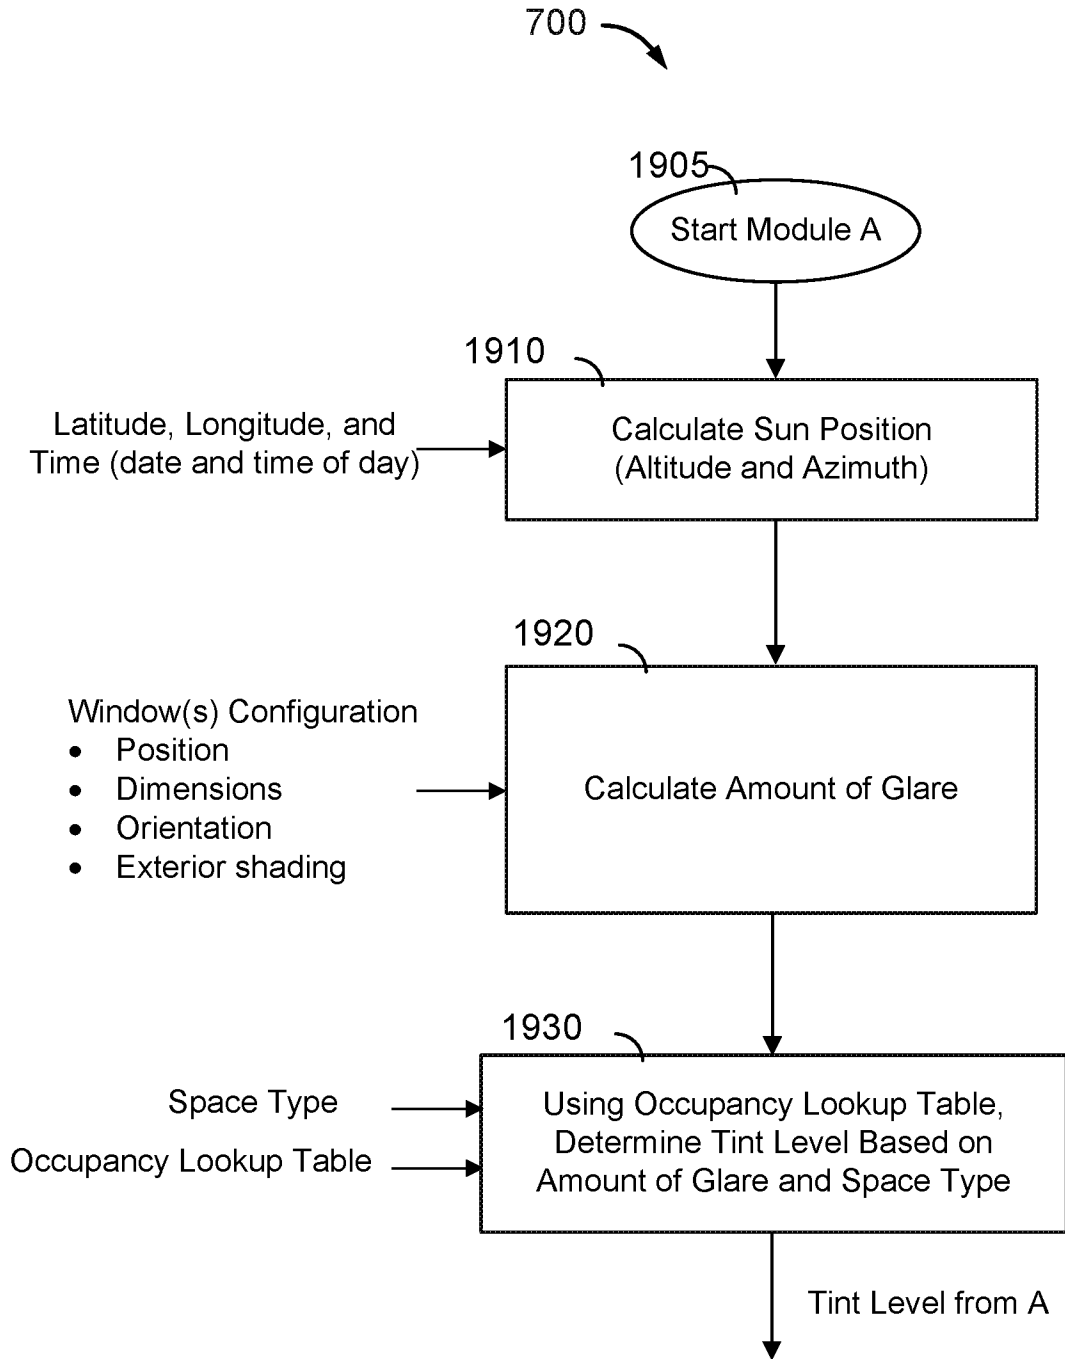 700
1905
Start Module A
1910
Latitude, Longitude, and
Time (date and time of day)
Calculate Sun Position
(Altitude and Azimuth)
1920
Window(s) Configuration
• Position
• Dimensions
• Orientation
• Exterior shading
Calculate Amount of Glare
1930
Space Type
Occupancy Lookup Table
Using Occupancy Lookup Table,
Determine Tint Level Based on
Amount of Glare and Space Type
Tint Level from A